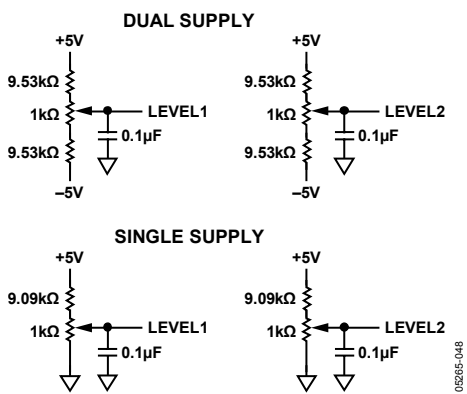 DUAL SUPPLY
+5V
+5V
9.53kΩ
9.53kΩ
1kΩ
LEVEL1
1kΩ
LEVEL2
0.1µF
0.1µF
9.53kΩ
9.53kΩ
–5V
–5V
SINGLE SUPPLY
+5V
+5V
9.09kΩ
9.09kΩ
1kΩ
LEVEL1
1kΩ
LEVEL2
0.1µF
0.1µF
05265-048